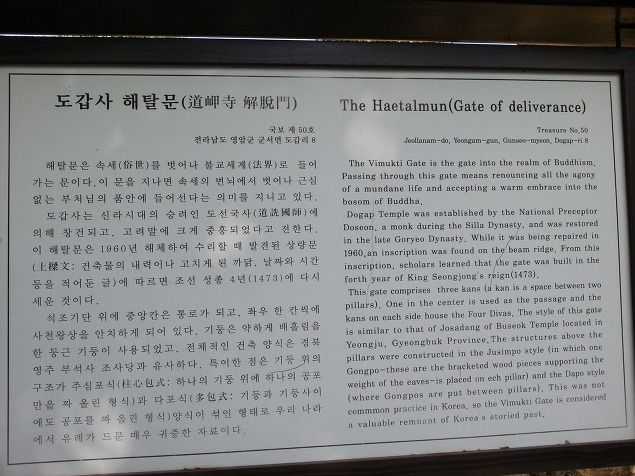 도갑사 해탈문(道岬寺 解脫門)
국보 제 50호
전라남도 영암군 군서면 도갑리 8
해탈문은 속세(俗世)를 벗어나 불교세계(法界)로 들어
가는 문이다. 이 문을 지나면 속세의 번뇌에서 벗어나 근심
없는 부처님의 품안에 들어선다는 의미를 지니고 있다.
도갑사는 신라시대의 승려인 도선국사(道詵國師)에
의해 창건되고, 고려말에 크게 중흥되었다고 전한다.
이 해탈문은 1960년 해체하여 수리할 때 발견된 상량문
(上樑文: 건축물의 내력이나 고치게 된 까닭, 날짜와 시간
등을 적어둔 글)에 따르면 조선 성종 4년(1473)에 다시
세운 것이다.
석조기단 위에 중앙간은 통로가 되고, 좌우 한 칸씩에
사천왕상을 안치하게 되어 있다. 기둥은 약하게 배흘림을
한 둥근 기둥이 사용되었고, 전체적인 건축 양식은 경북
영주 부석사 조사당과 유사하다. 특이한 점은 기둥 위의
구조가 주심포식(柱心包式: 하나의 기둥 위에 하나의 공포
만을 짜 올린 형식)과 다포식(多包式: 기둥과 기둥사이
에도 공포를 짜 올린 형식)양식이 섞인 형태로 우리 나라
에서 유례가 드문 매우 귀중한 자료이다.
The Haetalmun(Gate of deliverance)
Treasure No.50
Jeollanam-do, Yeongam-gun, Gunseo-myeon, Dogap-ri 8
The Vimukti Gate is the gate into the realm of Buddhism.
Passing through this gate means renouncing all the agony
of a mundane life and accepting a warm embrace into the
bosom of Buddha.
Dogap Temple was established by the National Preceptor
Doseon, a monk during the Silla Dynasty, and was restored
in the late Goryeo Dynasty. While it was being repaired in
1960,an inscription was found on the beam ridge. From this
inscription, scholars learned that the gate was built in the
forth year of King Seongjong's reign(1473).
This gate comprises three kans (a kan is a space between two
pillars). One in the center is used as the passage and the
kans on each side house the Four Divas. The style of this gate
is similar to that of Josadang of Buseok Temple located in
Yeongju, Gyeongbuk Province.The structures above the
pillars were constructed in the Jusimpo style (in which one
Gongpo-these are the bracketed wood pieces supporting the
weight of the eaves-is placed on ech pillar) and the Dapo style
(where Gongpos are put between pillars). This was not
commmon practice in Korea, so the Vimukti Gate is considered
a valuable remnant of Korea's storied past.